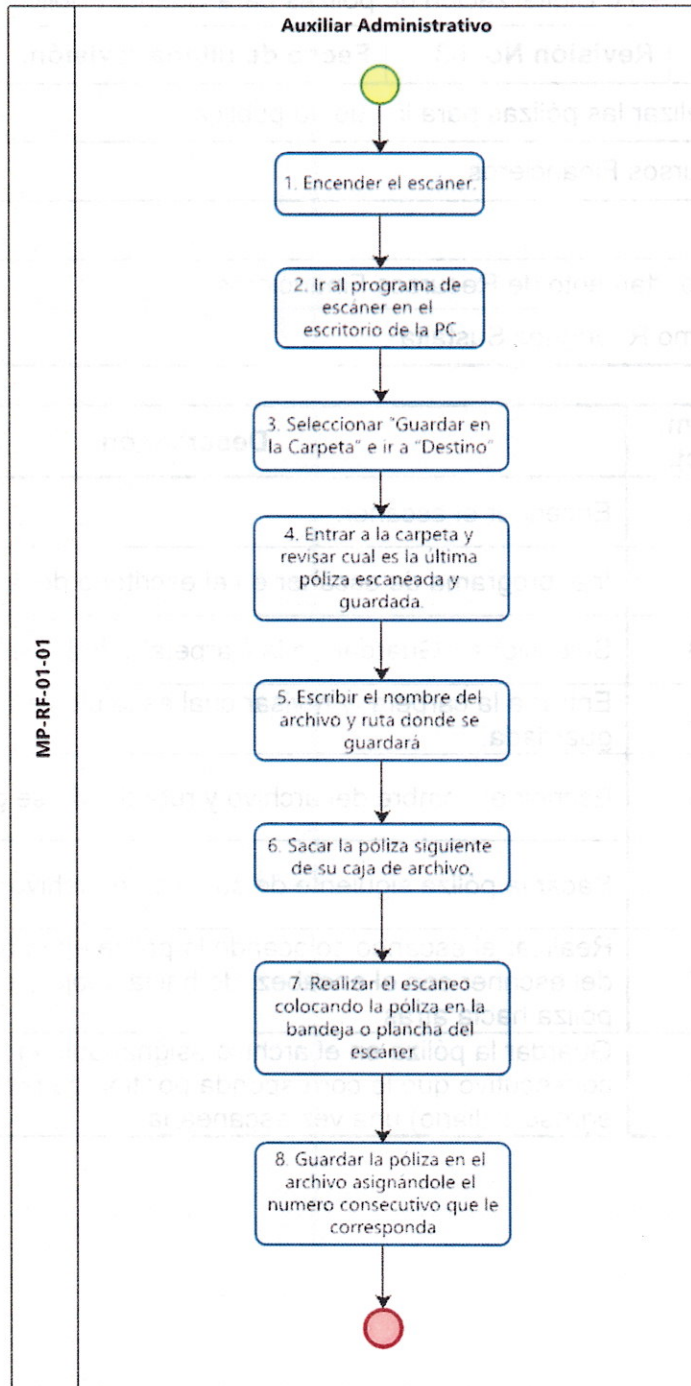 Auxiliar Administrativo
MP-RF-01-01
1. Encender el escáner.
2. Ir al programa de
escáner en el
escritorio de la PC.
3. Seleccionar "Guardar en
la Carpeta" e ir a "Destino"
4. Entrar a la carpeta y
revisar cual es la última
póliza escaneada y
guardada.
5. Escribir el nombre del
archivo y ruta donde se
guardará
6. Sacar la póliza siguiente
de su caja de archivo.
7. Realizar el escaneo
colocando la póliza en la
bandeja o plancha del
escáner.
8. Guardar la póliza en el
archivo asignándole el
numero consecutivo que le
corresponda